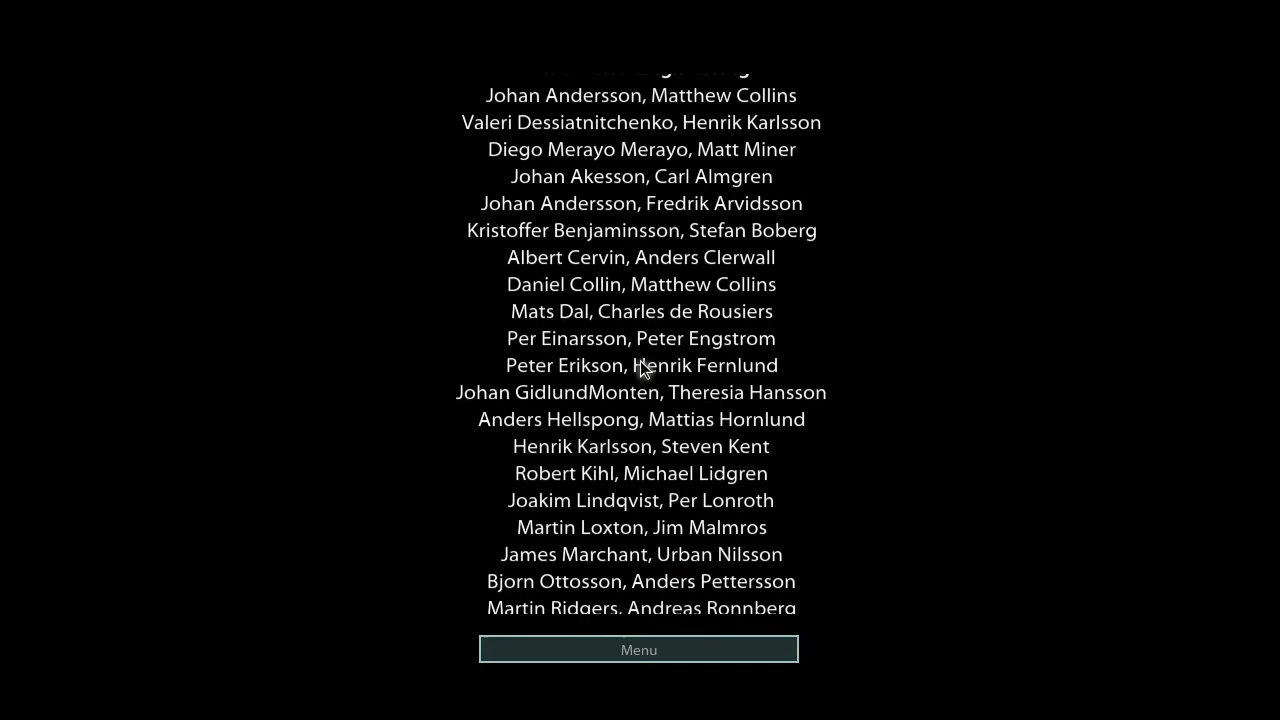 Johan Andersson, Matthew Collins
Valeri Dessiatnitchenko, Henrik Karlsson
Diego Merayo Merayo, Matt Miner
Johan Akesson, Carl Almgren
Johan Andersson, Fredrik Arvidsson
Kristoffer Benjaminsson, Stefan Boberg
Albert Cervin, Anders Clerwall
Daniel Collin, Matthew Collins
Mats Dal, Charles de Rousiers
Per Einarsson, Peter Engstrom
Peter Erikson, Henrik Fernlund
Johan GidlundMonten, Theresia Hansson
Anders Hellspong, Mattias Hornlund
Henrik Karlsson, Steven Kent
Robert Kihl, Michael Lidgren
Joakim Lindqvist, Per Lonroth
Martin Loxton, Jim Malmros
James Marchant, Urban Nilsson
Bjorn Ottosson, Anders Pettersson
Martin Ridgers, Andreas Ronnberg
Menu